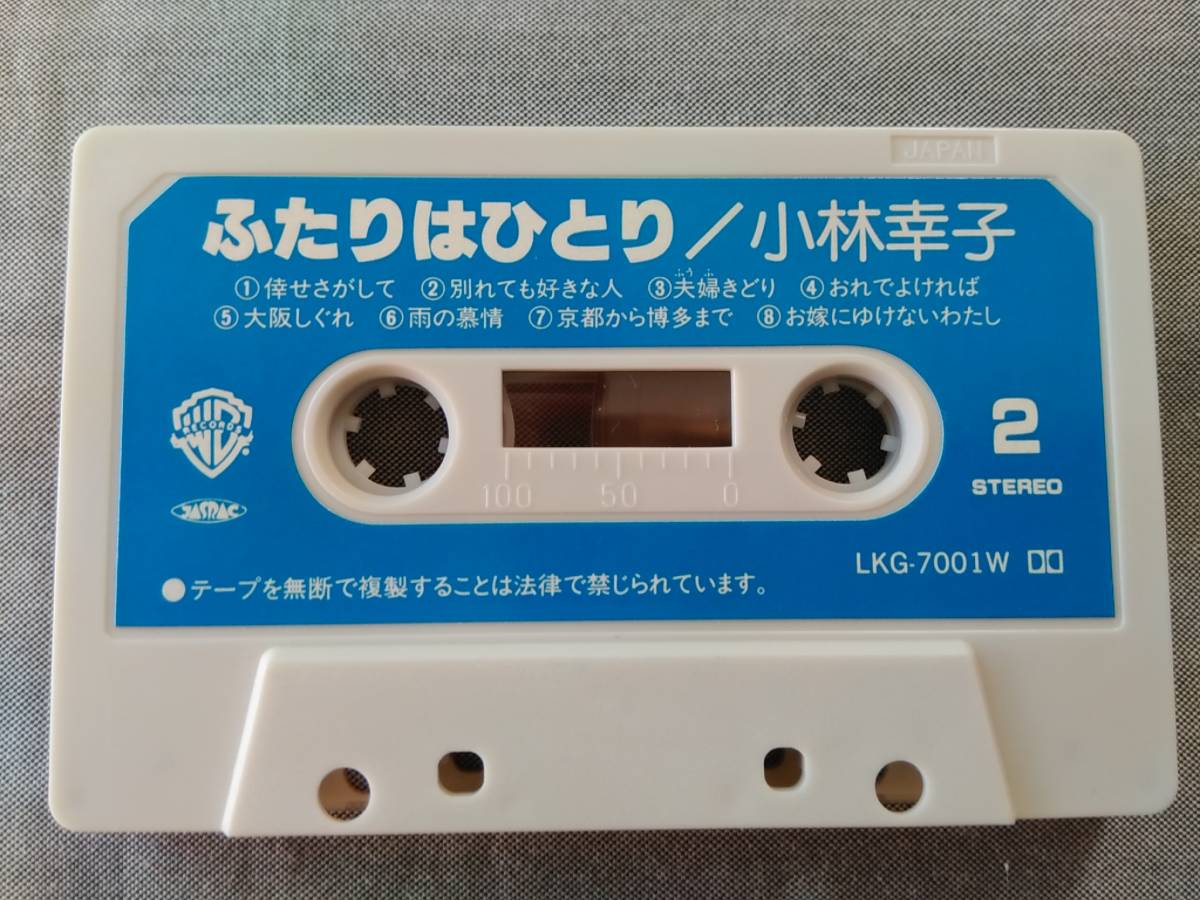 JAPAN
ふたりはひとり／小林幸子
①倖せさがして ②別れても好きな人 ③夫婦きどり ④おれでよければ
ふうふ
⑤大阪しぐれ ⑥雨の慕情 ⑦京都から博多まで ⑧お嫁にゆけないわたし
RECORDS
JASRAC
100 50 0
2
STEREO
LKG-7001W
●テープを無断で複製することは法律で禁じられています。